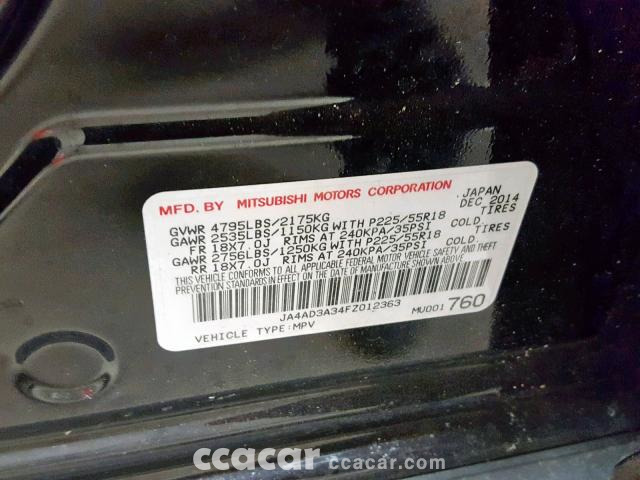 MFD. BY MITSUBISHI MOTORS CORPORATION JAPAN
DEC 2014
GVWR 4795LBS/2175KG
GAWR 2535LBS/1150KG WITH P225/55R18 TIRES
FR 18X7.0J RIMS AT 240KPA/35PSI COLD.
GAWR 2756LBS/1250KG WITH P225/55R18 TIRES
RR 18X7.0J RIMS AT 240KPA/35PSI COLD.
THIS VEHICLE CONFORMS TO ALL APPLICABLE FEDERAL MOTOR VEHICLE SAFETY AND THEFT
PREVENTION STANDARDS IN EFFECT ON THE DATE OF MANUFACTURE SHOWN ABOVE.
JA4AD3A34FZ012363 MU001 760
VEHICLE TYPE:MPV
ccacar ccacar.com